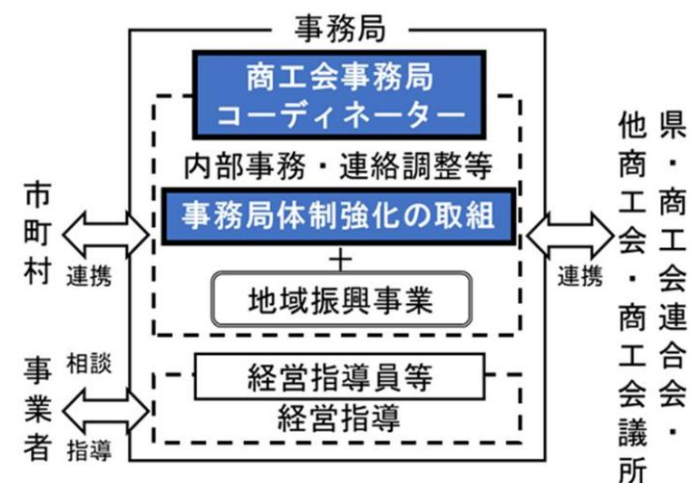 事務局
商工会事務局
コーディネーター
内部事務・連絡調整等
事務局体制強化の取組
+
地域振興事業
経営指導員等
経営指導
市町村
連携
事業者
相談
指導
連携
県・商工会連合会・
他商工会・商工会議所